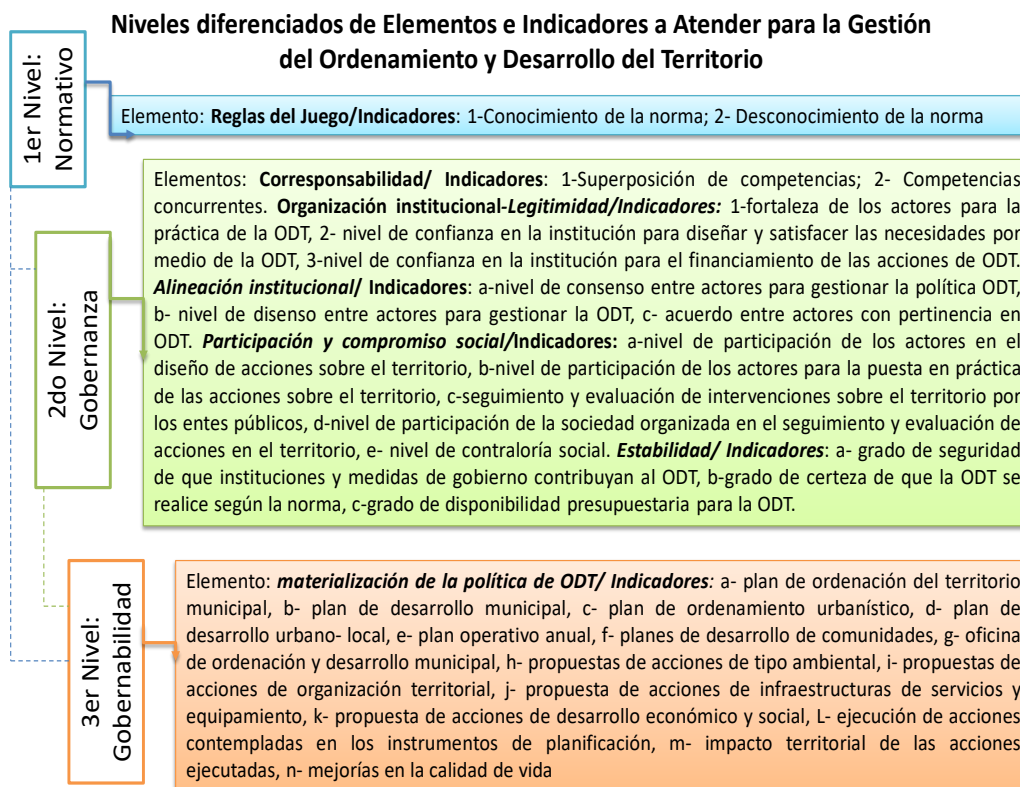 Niveles diferenciados de Elementos e Indicadores a Atender para la Gestión
del Ordenamiento y Desarrollo del Territorio
1er Nivel:
Normativo
Elemento: Reglas del Juego/Indicadores: 1-Conocimiento de la norma; 2- Desconocimiento de la norma
2do Nivel:
Gobernanza
Elementos: Corresponsabilidad/ Indicadores: 1-Superposición de competencias; 2- Competencias
concurrentes. Organización institucional-Legitimidad/Indicadores: 1-fortaleza de los actores para la
práctica de la ODT, 2- nivel de confianza en la institución para diseñar y satisfacer las necesidades por
medio de la ODT, 3-nivel de confianza en la institución para el financiamiento de las acciones de ODT.
Alineación institucional/ Indicadores: a-nivel de consenso entre actores para gestionar la política ODT,
b- nivel de disenso entre actores para gestionar la ODT, c- acuerdo entre actores con pertinencia en
ODT. Participación y compromiso social/Indicadores: a-nivel de participación de los actores en el
diseño de acciones sobre el territorio, b-nivel de participación de los actores para la puesta en práctica
de las acciones sobre el territorio, c-seguimiento y evaluación de intervenciones sobre el territorio por
los entes públicos, d-nivel de participación de la sociedad organizada en el seguimiento y evaluación de
acciones en el territorio, e- nivel de contraloría social. Estabilidad/ Indicadores: a- grado de seguridad
de que instituciones y medidas de gobierno contribuyan al ODT, b-grado de certeza de que la ODT se
realice según la norma, c-grado de disponibilidad presupuestaria para la ODT.
3er Nivel:
Gobernabilidad
Elemento: materialización de la política de ODT/ Indicadores: a- plan de ordenación del territorio
municipal, b- plan de desarrollo municipal, c- plan de ordenamiento urbanístico, d- plan de
desarrollo urbano- local, e- plan operativo anual, f- planes de desarrollo de comunidades, g- oficina
de ordenación y desarrollo municipal, h- propuestas de acciones de tipo ambiental, i- propuestas de
acciones de organización territorial, j- propuesta de acciones de infraestructuras de servicios y
equipamiento, k- propuesta de acciones de desarrollo económico y social, L- ejecución de acciones
contempladas en los instrumentos de planificación, m- impacto territorial de las acciones
ejecutadas, n- mejorías en la calidad de vida